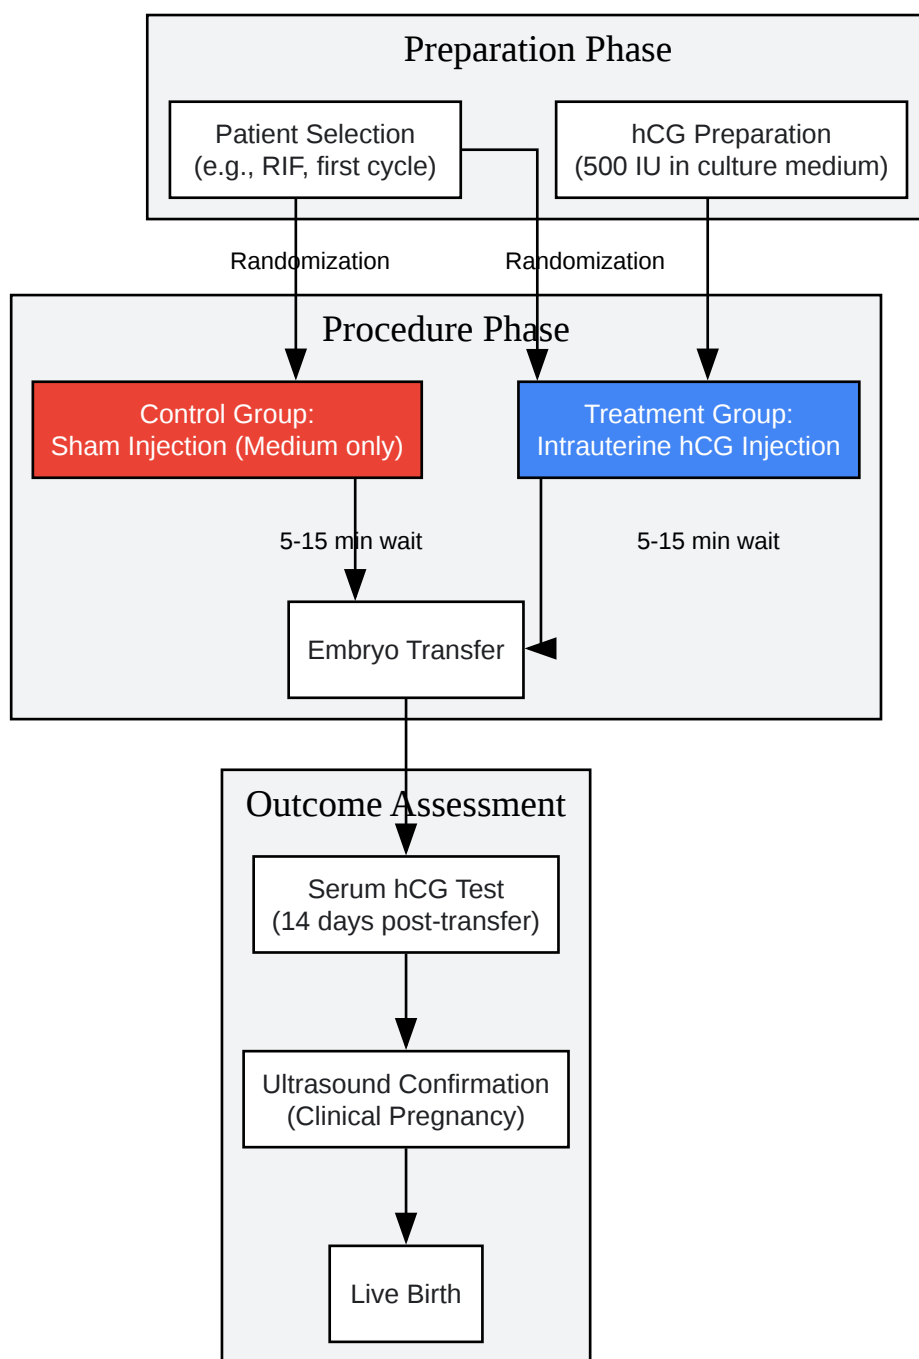 Preparation Phase
Patient Selection
(e.g., RIF, first cycle)
hCG Preparation
(500 IU in culture medium)
Randomization
Randomization
Procedure Phase
Control Group:
Sham Injection (Medium only)
Treatment Group:
Intrauterine hCG Injection
5-15 min wait
5-15 min wait
Embryo Transfer
Outcome Assessment
Serum hCG Test
(14 days post-transfer)
Ultrasound Confirmation
(Clinical Pregnancy)
Live Birth